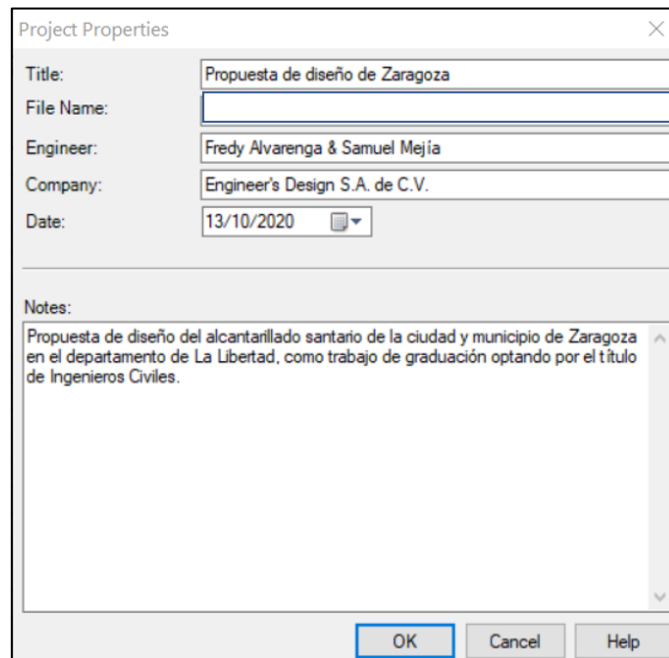 Project Properties
Title: Propuesta de diseño de Zaragoza
File Name:
Engineer: Fredy Alvarenga & Samuel Mejía
Company: Engineer's Design S.A. de C.V.
Date: 13/10/2020
Notes:
Propuesta de diseño del alcantarillado santario de la ciudad y municipio de Zaragoza
en el departamento de La Libertad, como trabajo de graduación optando por el título
de Ingenieros Civiles.
OK Cancel Help